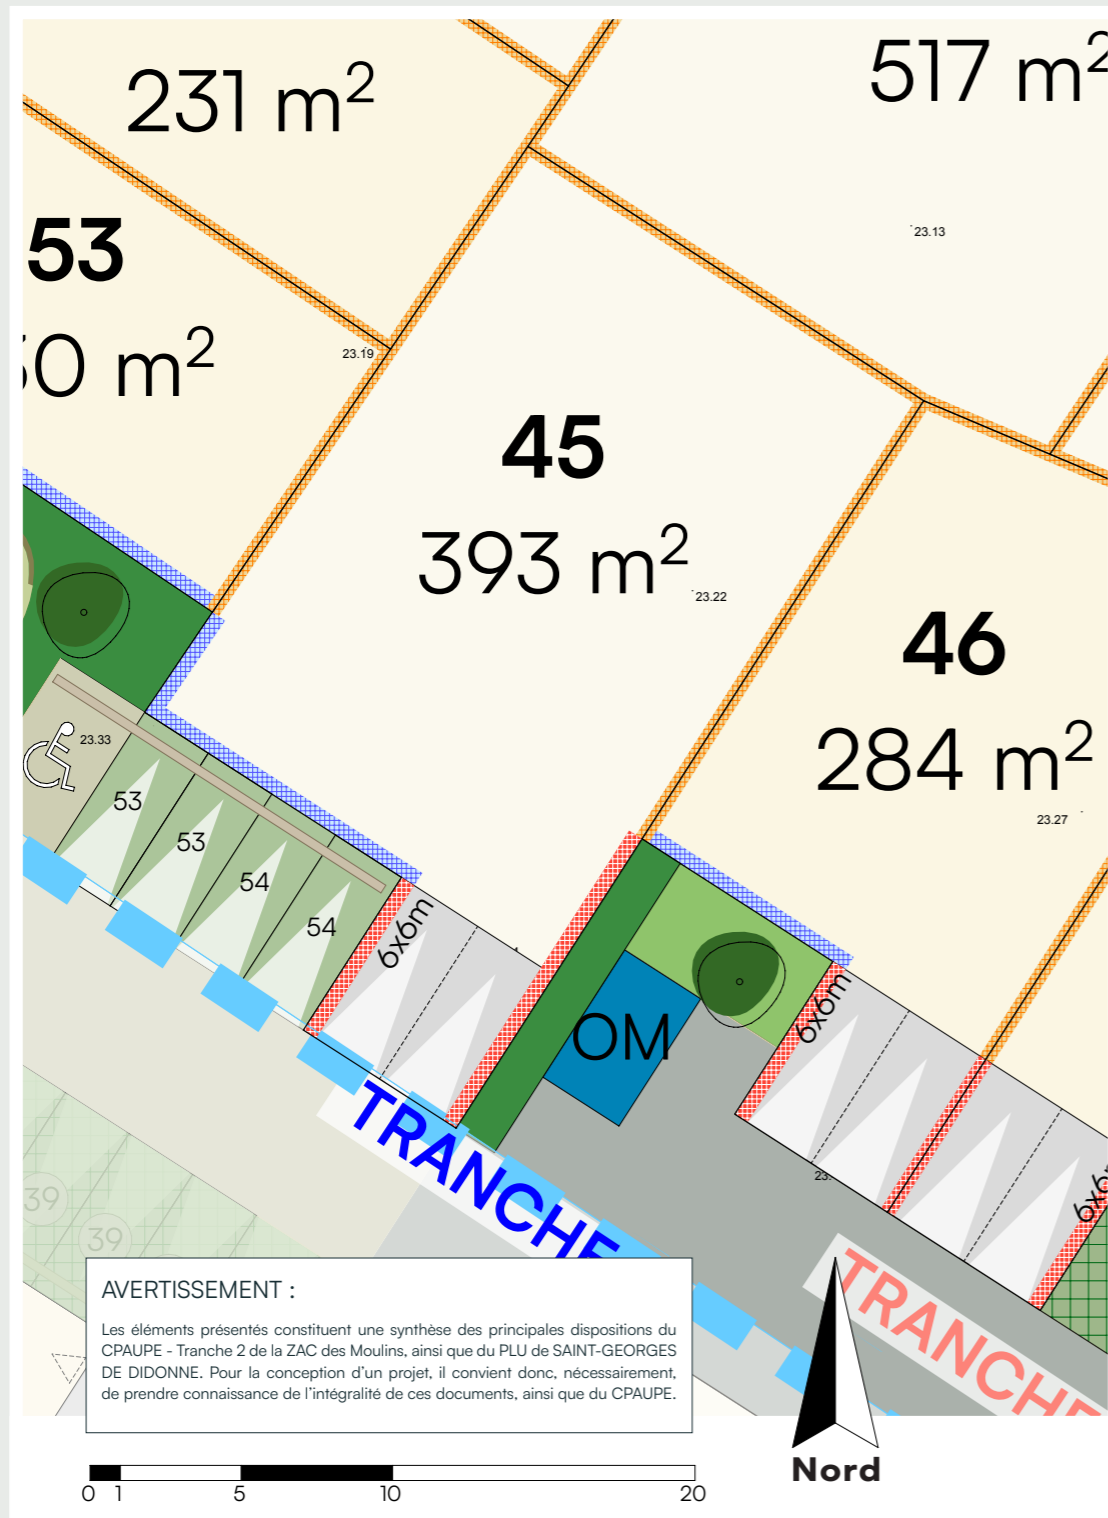 231 m²
517 m²
23.13
53
0 m²
23.19
45
393 m²
23.22
46
284 m²
23.27
23.33
53
53
54
54
6x6m
6x6m
OM
23.
6x6m
TRANCHE
TRANCHE
39
39
AVERTISSEMENT :
Les éléments présentés constituent une synthèse des principales dispositions du
CPAUPE - Tranche 2 de la ZAC des Moulins, ainsi que du PLU de SAINT-GEORGES
DE DIDONNE. Pour la conception d'un projet, il convient donc, nécessairement,
de prendre connaissance de l'intégralité de ces documents, ainsi que du CPAUPE.
Nord
0 1 5 10 20